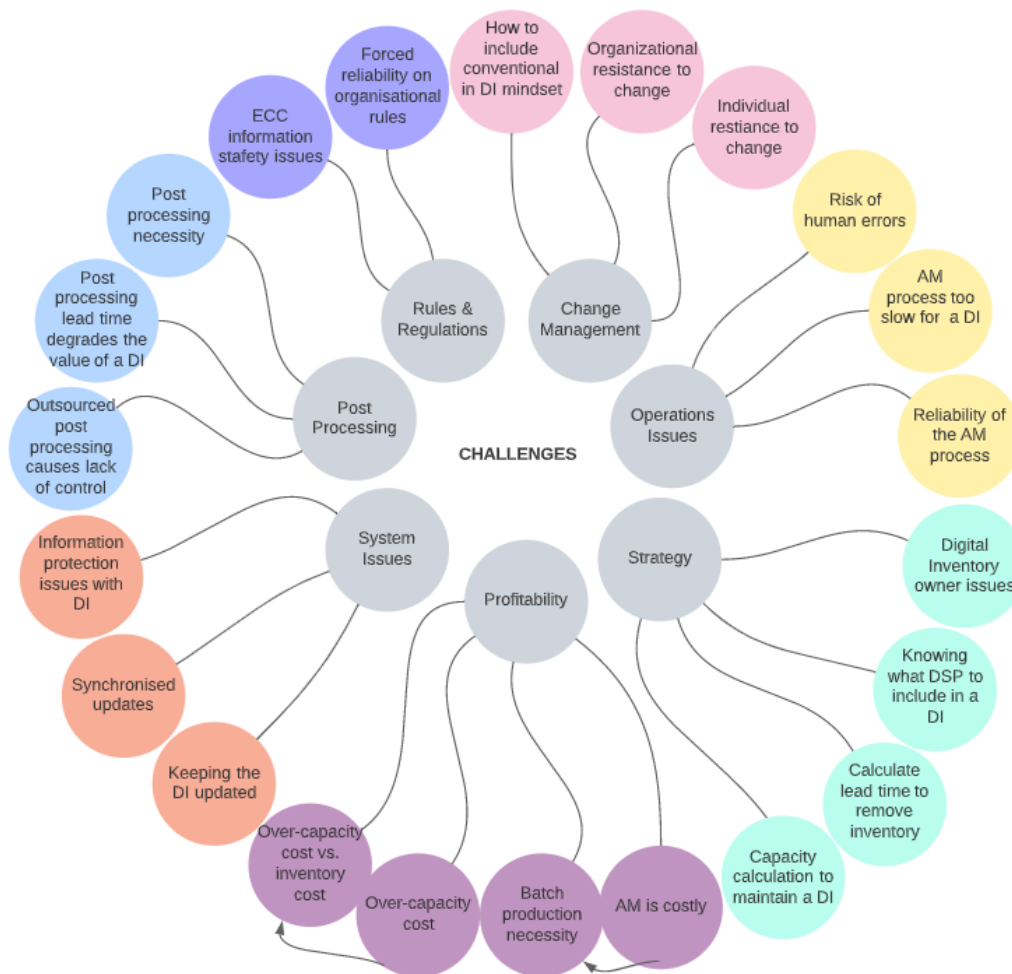 How to
include
conventional
in DI mindset
Organizational
resistance to
change
Forced
reliability on
organisational
rules
Individual
restiance to
change
ECC
information
stafety issues
Risk of
human errors
Post
processing
necessity
AM
process too
slow for a DI
Post
processing
lead time
degrades the
value of a DI
Rules &
Regulations
Change
Management
Post
Processing
Operations
Issues
Reliability of
the AM
process
Outsourced
post
processing
causes lack
of control
CHALLENGES
Information
protection
issues with
DI
System
Issues
Profitability
Strategy
Digital
Inventory
owner issues
Synchronised
updates
Knowing
what DSP to
include in a
DI
Keeping the
DI updated
Calculate
lead time to
remove
inventory
Over-capacity
cost vs.
inventory
cost
Over-capacity
cost
Batch
production
necessity
AM is costly
Capacity
calculation to
maintain a DI